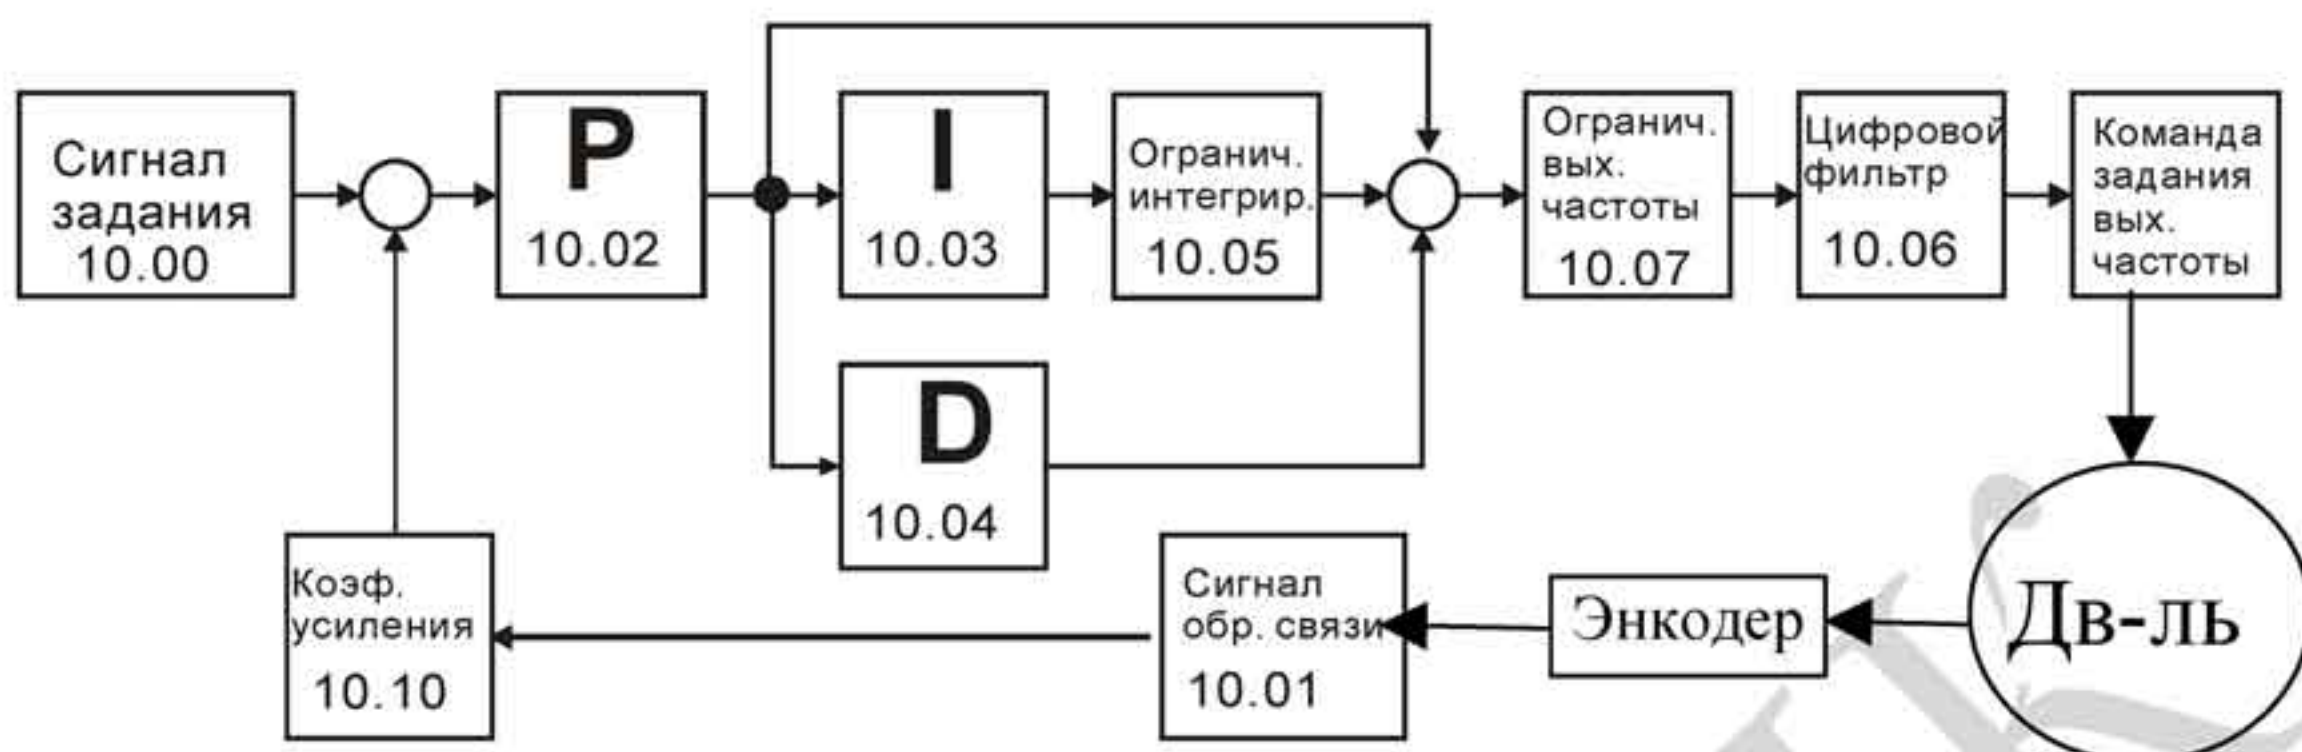 Сигнал
задания
10.00
P
10.02
I
10.03
Огранич.
интегрир.
10.05
Огранич.
вых.
частоты
10.07
Цифровой
фильтр
10.06
Команда
задания
вых.
частоты
D
10.04
Коэф.
усиления
10.10
Сигнал
обр. связи
10.01
Энкодер
Дв-ль